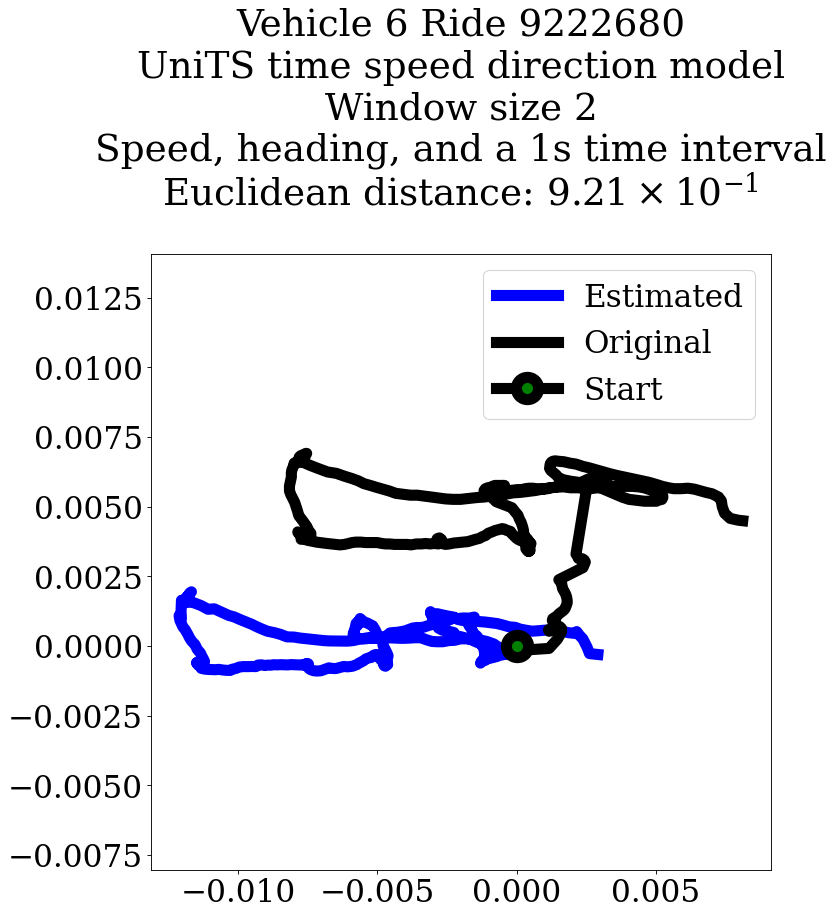 Vehicle 6 Ride 9222680
UniTS time speed direction model
Window size 2
Speed, heading, and a 1s time interval
Euclidean distance: 9.21 × 10⁻¹
Estimated
Original
Start
0.0125
0.0100
0.0075
0.0050
0.0025
0.0000
−0.0025
−0.0050
−0.0075
−0.010 −0.005 0.000 0.005